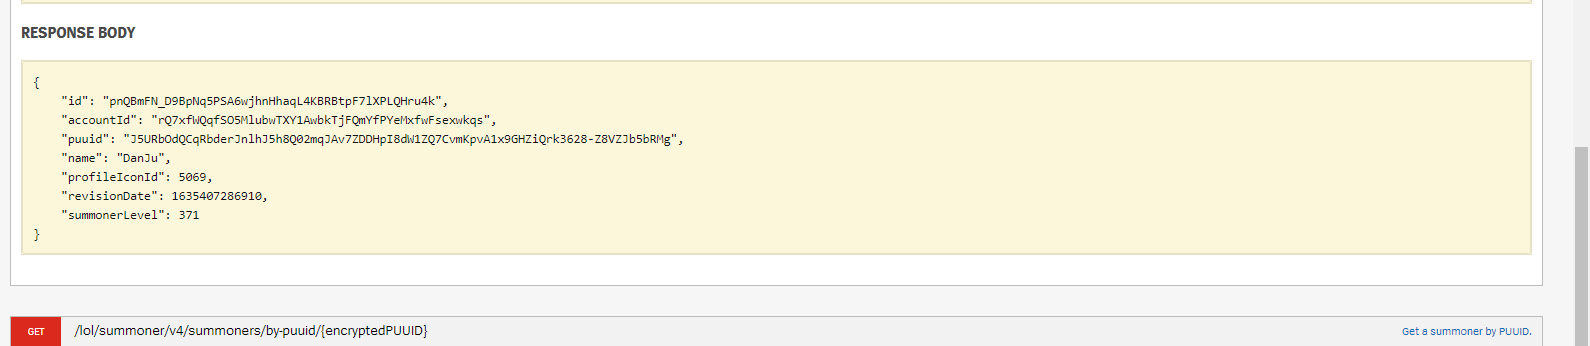 RESPONSE BODY
{
"id": "pnQBmFN_D9BpNq5PSA6wjhnHhaqL4KBRBtpF7lXPLQHru4k",
"accountId": "rQ7xfWQqfSO5MlubwTXY1AwbkTjFQmYfPYeMxfwFsexwkqs",
"puuid": "J5URbOdQCqRbderJnlhJ5h8Q02mqJAv7ZDDHpI8dW1ZQ7CvmKpvA1x9GHZiQrk3628-Z8VZJb5bRMg",
"name": "DanJu",
"profileIconId": 5069,
"revisionDate": 1635407286910,
"summonerLevel": 371
}
GET /lol/summoner/v4/summoners/by-puuid/{encryptedPUUID} Get a summoner by PUUID.